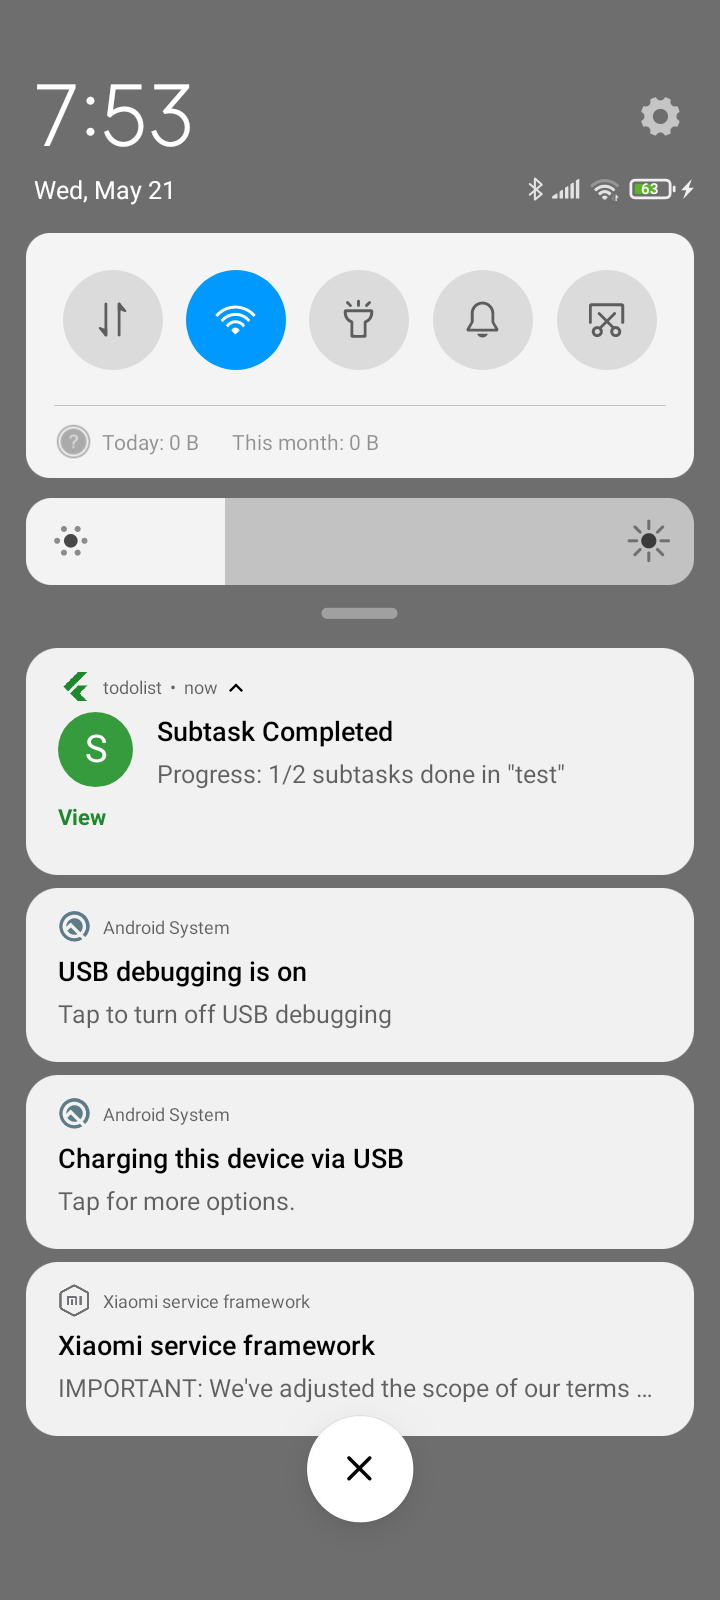 7:53
Wed, May 21
63
?
Today: 0 B This month: 0 B
todolist • now
S
Subtask Completed
Progress: 1/2 subtasks done in "test"
View
Android System
USB debugging is on
Tap to turn off USB debugging
Android System
Charging this device via USB
Tap for more options.
mi
Xiaomi service framework
Xiaomi service framework
IMPORTANT: We've adjusted the scope of our terms ...